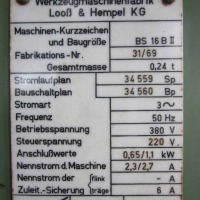 Werkzeugmaschinenfabrik
Looß & Hempel KG
Maschinen-Kurzzeichen
und Baugröße BS 16 B II
Fabrikations-Nr. 31/69
Gesamtmasse 0,24 t
Stromlaufplan 34 559 Sp
Bauschaltplan 34 560 Bp
Stromart 3~
Frequenz 50 Hz
Betriebsspannung 380 V
Steuerspannung 220 V
Anschlußwerte 0,65/1,1 kW
Nennstrom d. Maschine 2,3/2,7 A
Nennstrom der flink – A
Zuleit.-Sicherung träge 6 A